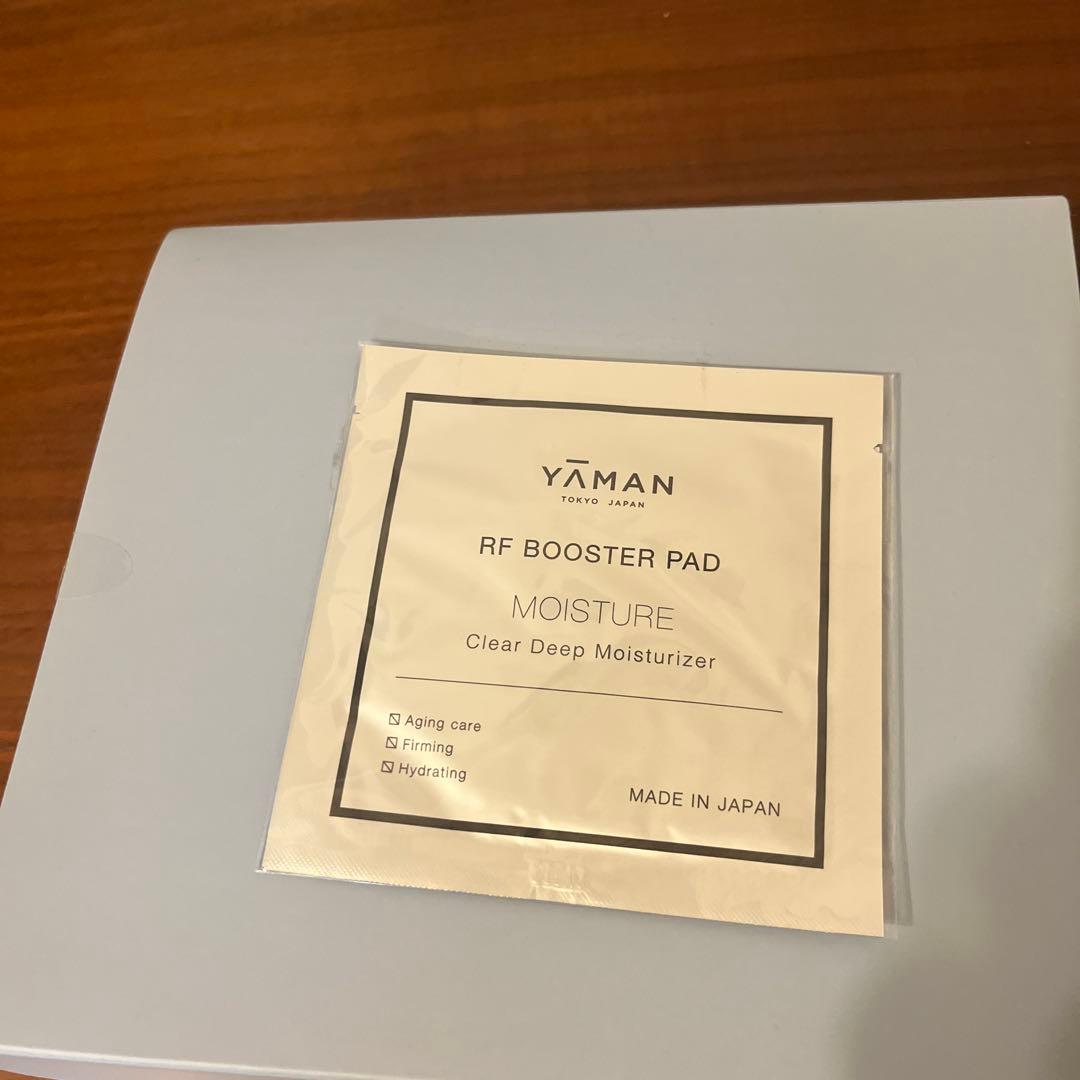 YĀMAN
TOKYO JAPAN
RF BOOSTER PAD
MOISTURE
Clear Deep Moisturizer
Aging care
Firming
Hydrating
MADE IN JAPAN